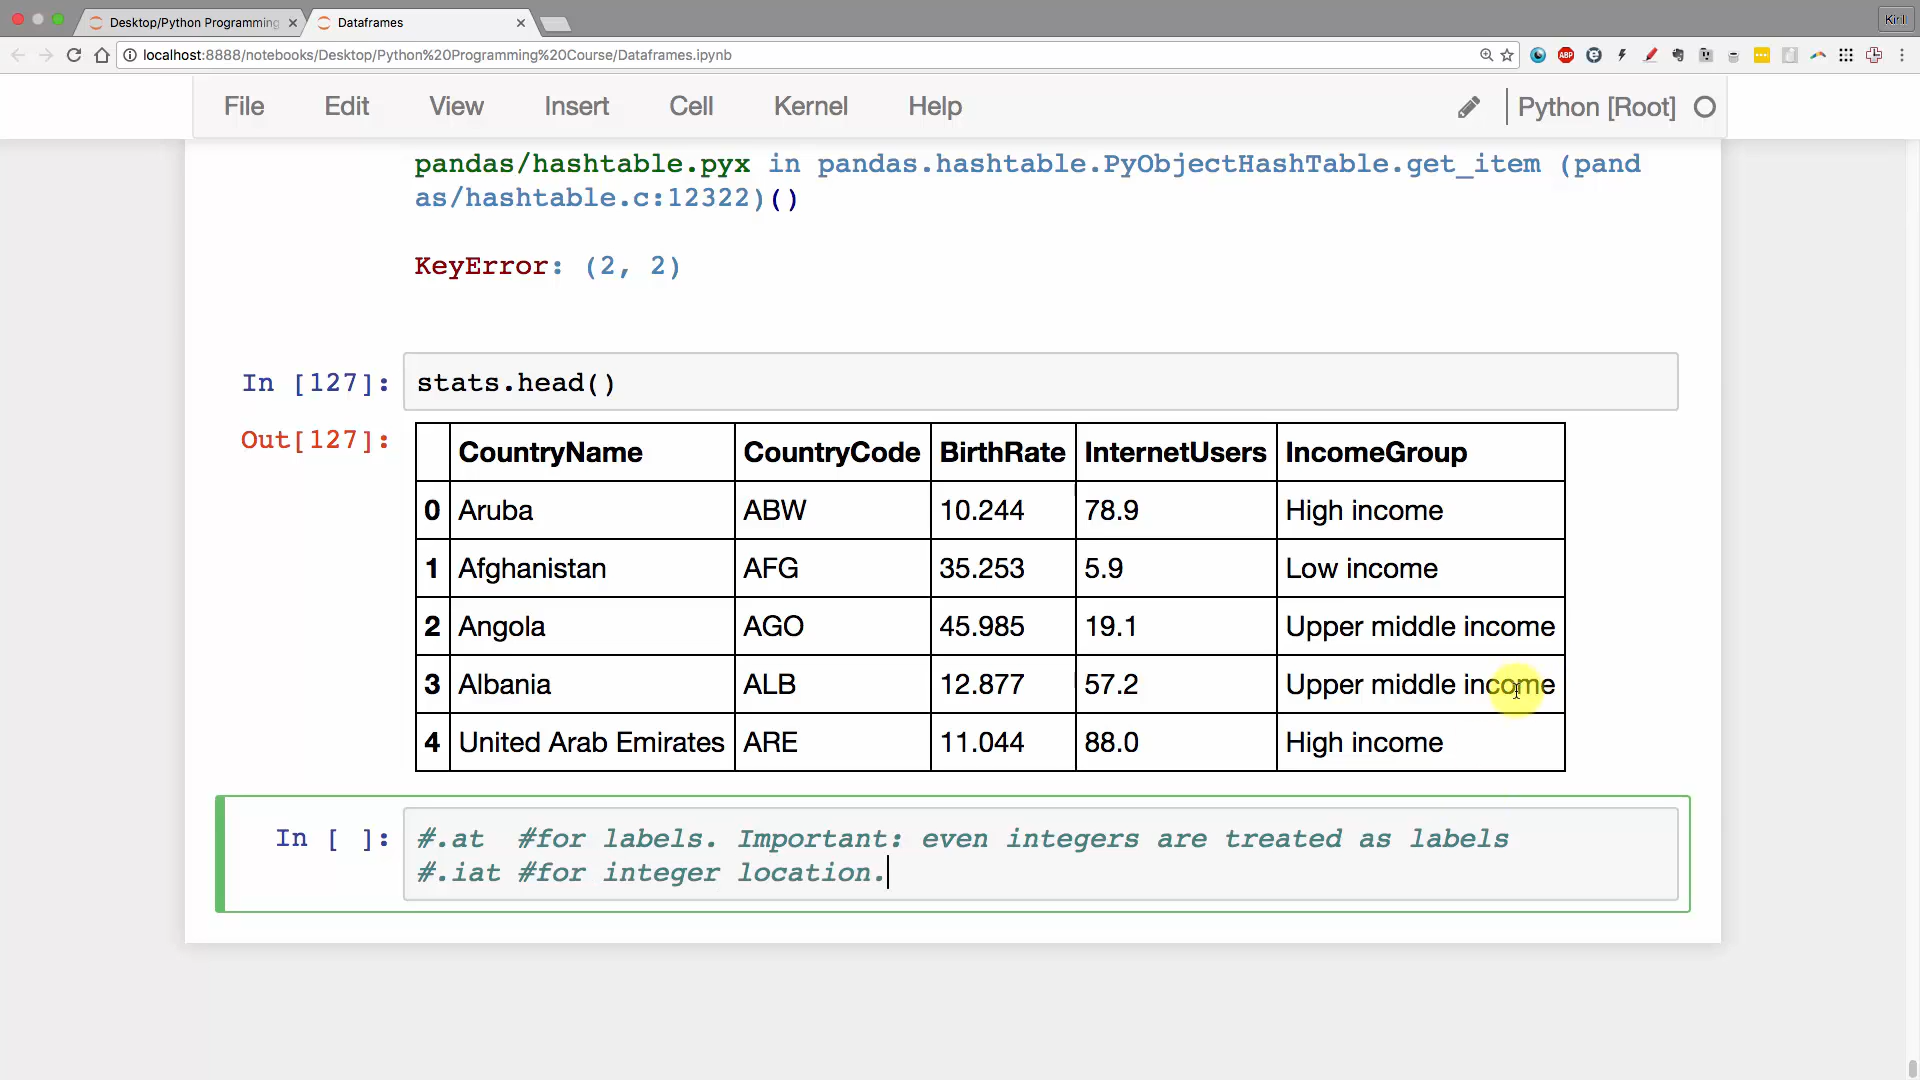 Desktop/Python Programming
Dataframes
Kirill
localhost:8888/notebooks/Desktop/Python%20Programming%20Course/Dataframes.ipynb
ABP
File Edit View Insert Cell Kernel Help
Python [Root]
pandas/hashtable.pyx in pandas.hashtable.PyObjectHashTable.get_item (pand
as/hashtable.c:12322)()
KeyError: (2, 2)
In [127]: stats.head()
Out[127]:
CountryName CountryCode BirthRate InternetUsers IncomeGroup
0 Aruba ABW 10.244 78.9 High income
1 Afghanistan AFG 35.253 5.9 Low income
2 Angola AGO 45.985 19.1 Upper middle income
3 Albania ALB 12.877 57.2 Upper middle income
4 United Arab Emirates ARE 11.044 88.0 High income
In [ ]: #.at #for labels. Important: even integers are treated as labels
#.iat #for integer location.